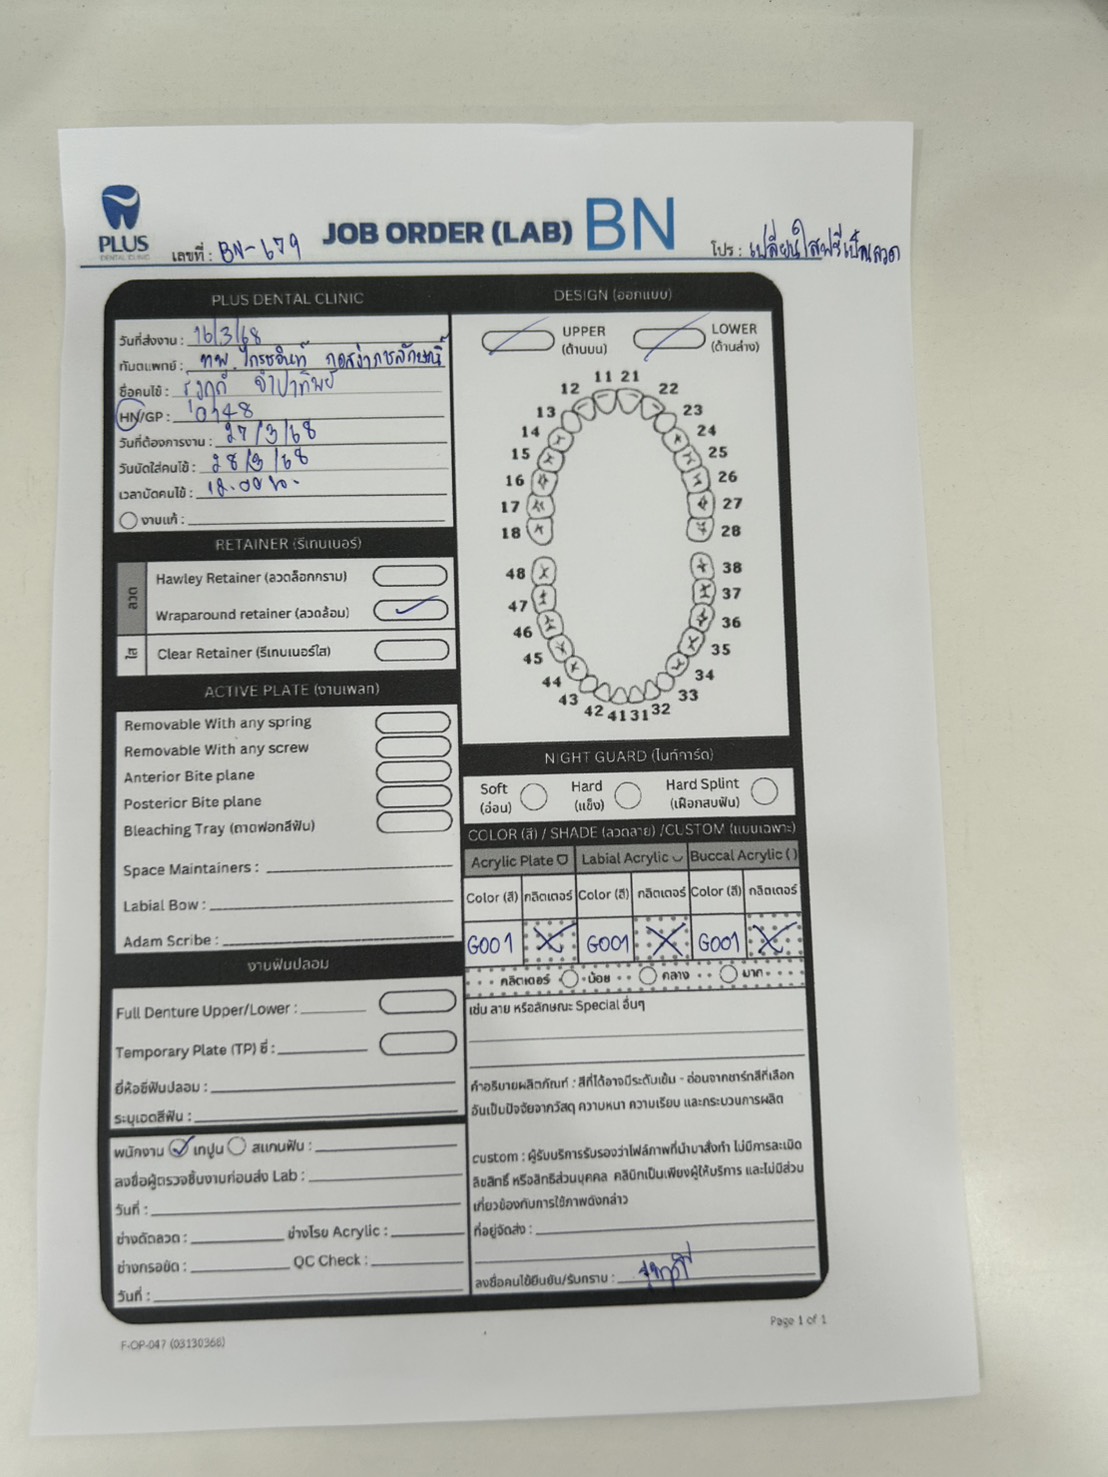 PLUS
DENTAL CLINIC
เลขที่ : BN-679
JOB ORDER (LAB) BN
โปร : เปลี่ยนใสฟรีเป็นลวด
PLUS DENTAL CLINIC
วันที่ส่งงาน : 16/3/68
ทันตแพทย์ : ทพ.
ชื่อคนไข้ :
HN/GP : 0148
วันที่ต้องการงาน : 27/3/68
วันนัดใส่คนไข้ : 28/3/68
เวลานัดคนไข้ : 18.00 น.
งานแก้ :
RETAINER (รีเทนเนอร์)
ลวด
Hawley Retainer (ลวดล็อกกราม)
Wraparound retainer (ลวดล้อม)
ใส
Clear Retainer (รีเทนเนอร์ใส)
ACTIVE PLATE (งานเพลท)
Removable With any spring
Removable With any screw
Anterior Bite plane
Posterior Bite plane
Bleaching Tray (ถาดฟอกสีฟัน)
Space Maintainers :
Labial Bow :
Adam Scribe :
งานฟันปลอม
Full Denture Upper/Lower :
Temporary Plate (TP) ซี่ :
ยี่ห้อซี่ฟันปลอม :
ระบุเฉดสีฟัน :
พนักงาน เทปูน สแกนฟัน :
ลงชื่อผู้ตรวจชิ้นงานก่อนส่ง Lab :
วันที่ :
ช่างดัดลวด : ช่างโรย Acrylic :
ช่างกรอขัด : QC Check :
วันที่ :
DESIGN (ออกแบบ)
UPPER
(ด้านบน)
LOWER
(ด้านล่าง)
11 21
12 22
13 23
14 24
15 25
16 26
17 27
18 28
48 38
47 37
46 36
45 35
44 34
43 33
42 41 31 32
NIGHT GUARD (ไนท์การ์ด)
Soft
(อ่อน)
Hard
(แข็ง)
Hard Splint
(เฝือกสบฟัน)
COLOR (สี) / SHADE (ลวดลาย) /CUSTOM (แบบเฉพาะ)
Acrylic Plate Labial Acrylic Buccal Acrylic ( )
Color (สี) กลิตเตอร์ Color (สี) กลิตเตอร์ Color (สี) กลิตเตอร์
G001 X G001 X G001 X
กลิตเตอร์ น้อย กลาง มาก
เช่น ลาย หรือลักษณะ Special อื่นๆ
คำอธิบายผลิตภัณฑ์ : สีที่ได้อาจมีระดับเข้ม - อ่อนจากชาร์ทสีที่เลือก
อันเป็นปัจจัยจากวัสดุ ความหนา ความเรียบ และกระบวนการผลิต
custom : ผู้รับบริการรับรองว่าไฟล์ภาพที่นำมาสั่งทำ ไม่มีการละเมิด
ลิขสิทธิ์ หรือสิทธิส่วนบุคคล คลินิกเป็นเพียงผู้ให้บริการ และไม่มีส่วน
เกี่ยวข้องกับการใช้ภาพดังกล่าว
ที่อยู่จัดส่ง :
ลงชื่อคนไข้ยืนยัน/รับทราบ :
F-OP-047 (03130368)
Page 1 of 1